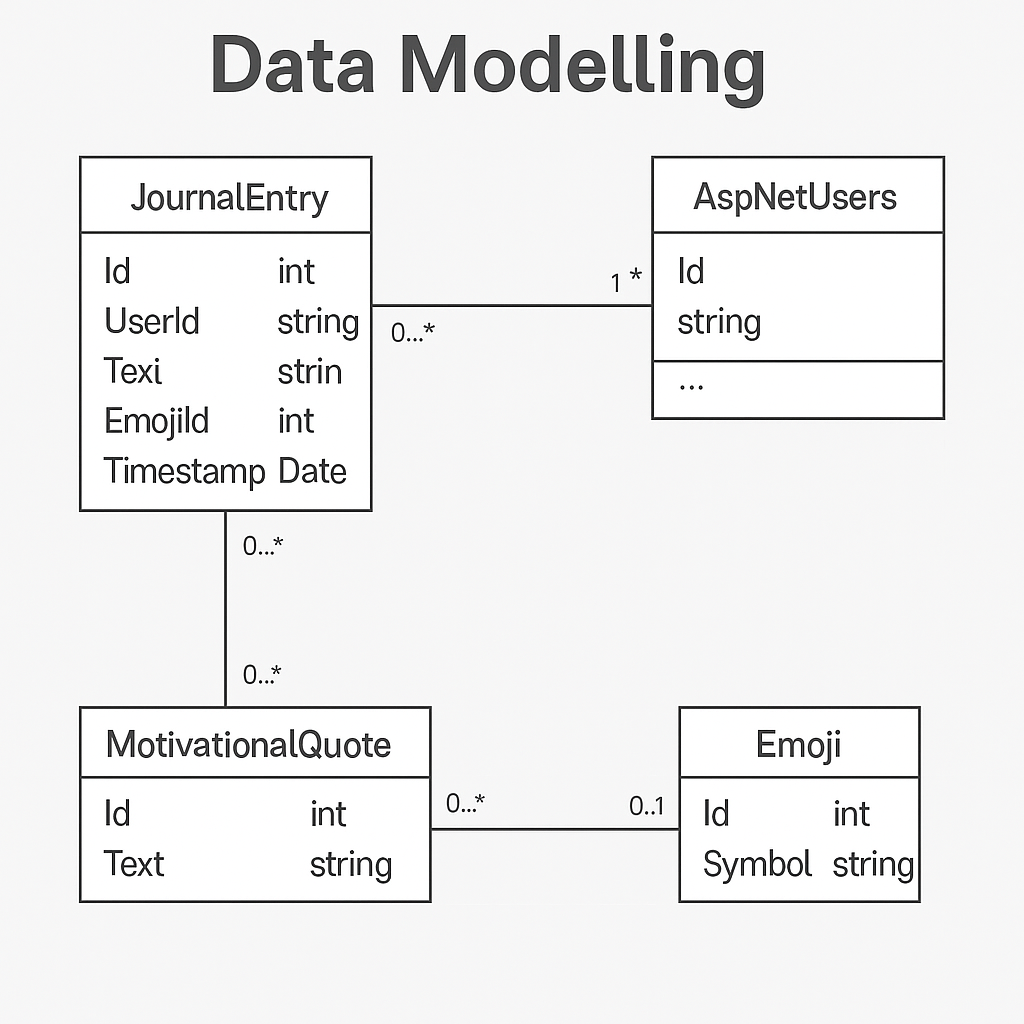 Data Modelling
JournalEntry
Id int
UserId string
Texi strin
EmojiId int
Timestamp Date
AspNetUsers
Id
string
...
1 *
0...*
0...*
0...*
MotivationalQuote
Id int
Text string
0...*
0..1
Emoji
Id int
Symbol string